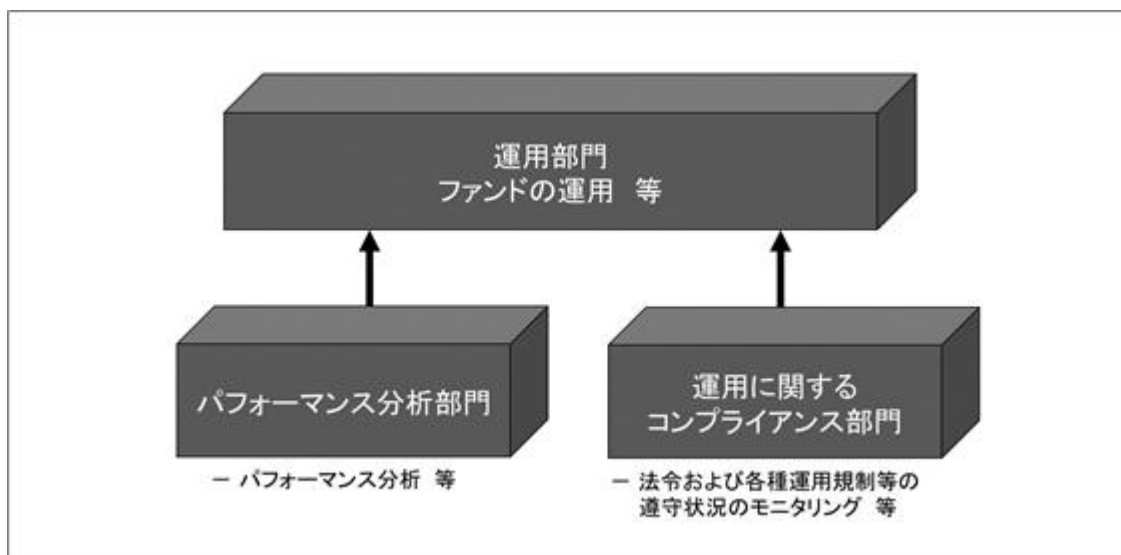 運用部門
ファンドの運用 等
パフォーマンス分析部門
－ パフォーマンス分析 等
運用に関する
コンプライアンス部門
－ 法令および各種運用規制等の
遵守状況のモニタリング 等